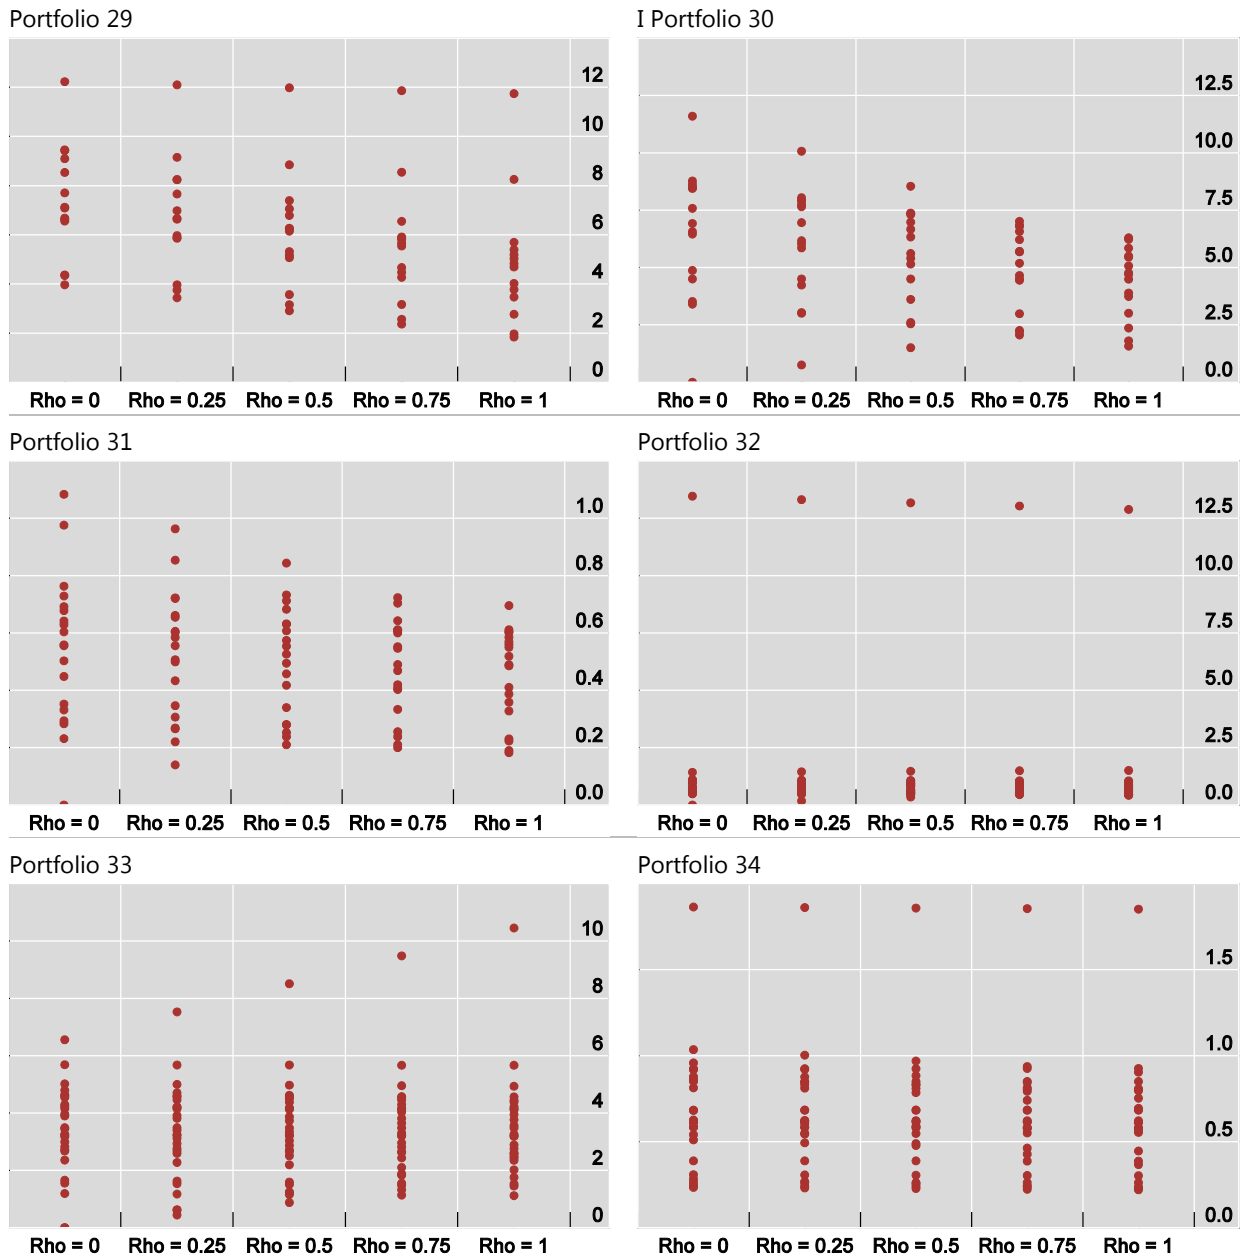 Portfolio 29
I Portfolio 30
12
10
8
6
4
2
0
12.5
10.0
7.5
5.0
2.5
0.0
Rho = 0 Rho = 0.25 Rho = 0.5 Rho = 0.75 Rho = 1
Rho = 0 Rho = 0.25 Rho = 0.5 Rho = 0.75 Rho = 1
Portfolio 31
Portfolio 32
1.0
0.8
0.6
0.4
0.2
0.0
12.5
10.0
7.5
5.0
2.5
0.0
Rho = 0 Rho = 0.25 Rho = 0.5 Rho = 0.75 Rho = 1
Rho = 0 Rho = 0.25 Rho = 0.5 Rho = 0.75 Rho = 1
Portfolio 33
Portfolio 34
10
8
6
4
2
0
1.5
1.0
0.5
0.0
Rho = 0 Rho = 0.25 Rho = 0.5 Rho = 0.75 Rho = 1
Rho = 0 Rho = 0.25 Rho = 0.5 Rho = 0.75 Rho = 1